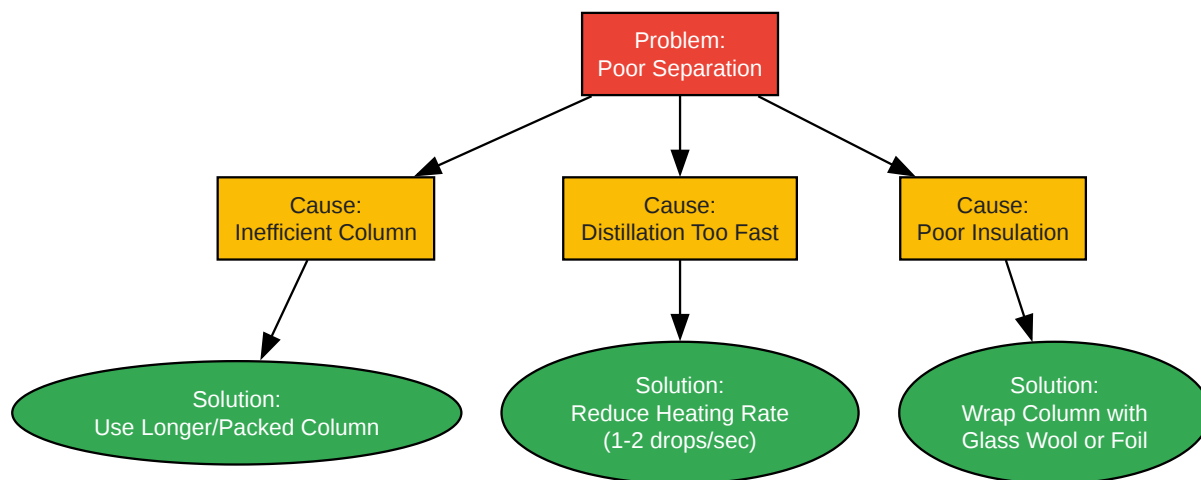 Problem:
Poor Separation
Cause:
Inefficient Column
Cause:
Distillation Too Fast
Cause:
Poor Insulation
Solution:
Use Longer/Packed Column
Solution:
Reduce Heating Rate
(1-2 drops/sec)
Solution:
Wrap Column with
Glass Wool or Foil